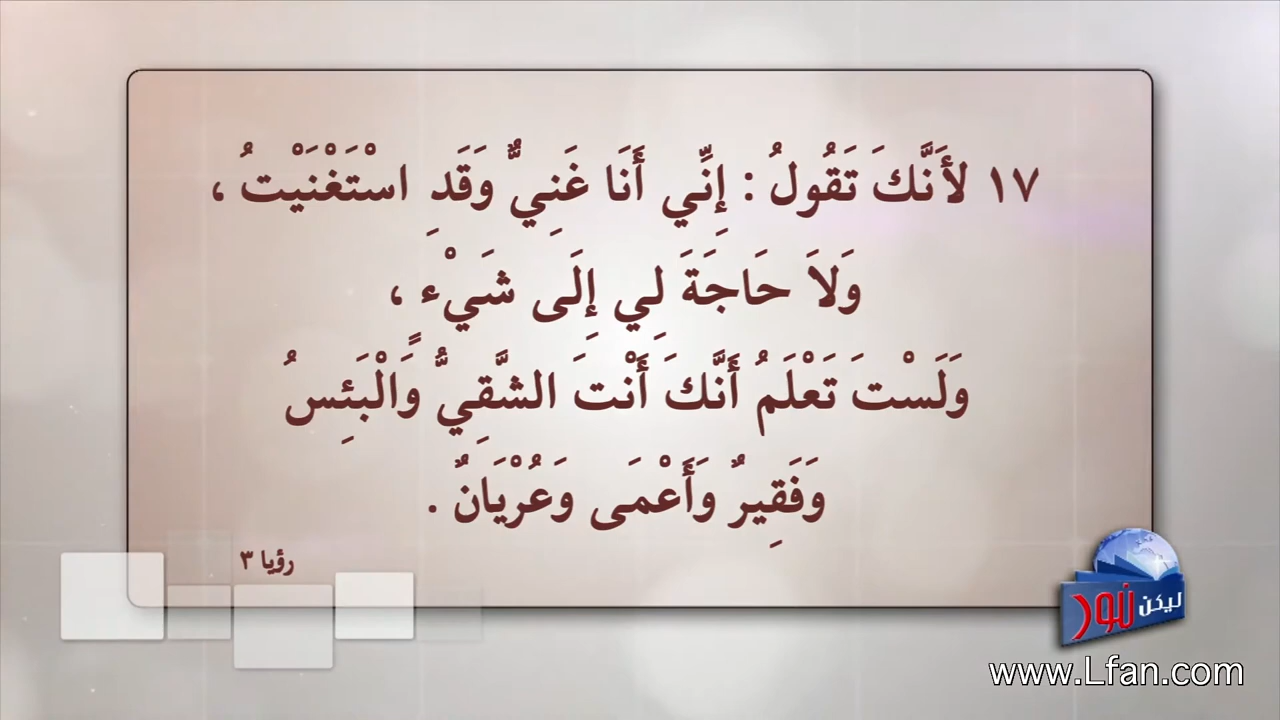 ١٧ لأَنَّكَ تَقُولُ : إِنِّي أَنَا غَنِيٌّ وَقَدِ اسْتَغْنَيْتُ ،
وَلاَ حَاجَةَ لِي إِلَى شَيْءٍ ،
وَلَسْتَ تَعْلَمُ أَنَّكَ أَنْتَ الشَّقِيُّ وَالْبَئِسُ
وَفَقِيرٌ وَأَعْمَى وَعُرْيَانٌ .
رؤيا ٣
ليكن نور
www.Lfan.com